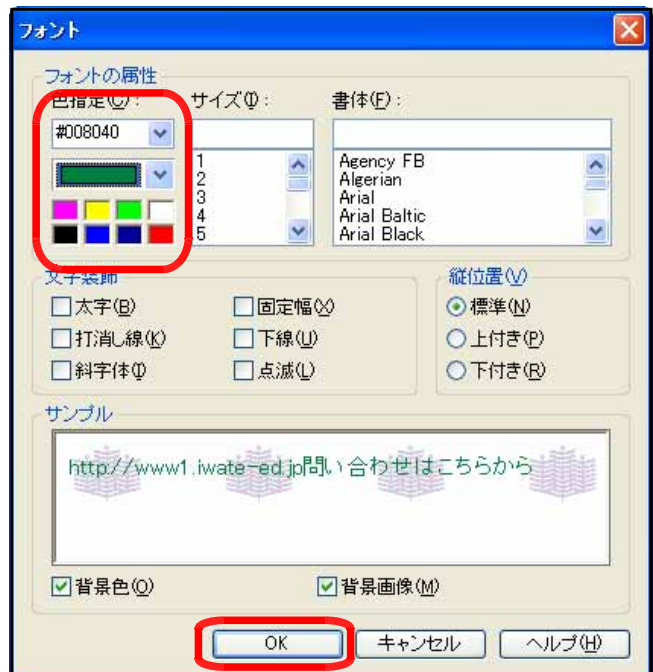 フォント
フォントの属性
色指定(C): サイズ(I): 書体(F):
#008040
1
2
3
4
5
Agency FB
Algerian
Arial
Arial Baltic
Arial Black
文字装飾
太字(B) 固定幅(X)
打消し線(K) 下線(U)
斜字体(I) 点滅(L)
縦位置(V)
標準(N)
上付き(P)
下付き(R)
サンプル
http://www1.iwate-ed.jp問い合わせはこちらから
背景色(O) 背景画像(M)
OK キャンセル ヘルプ(H)